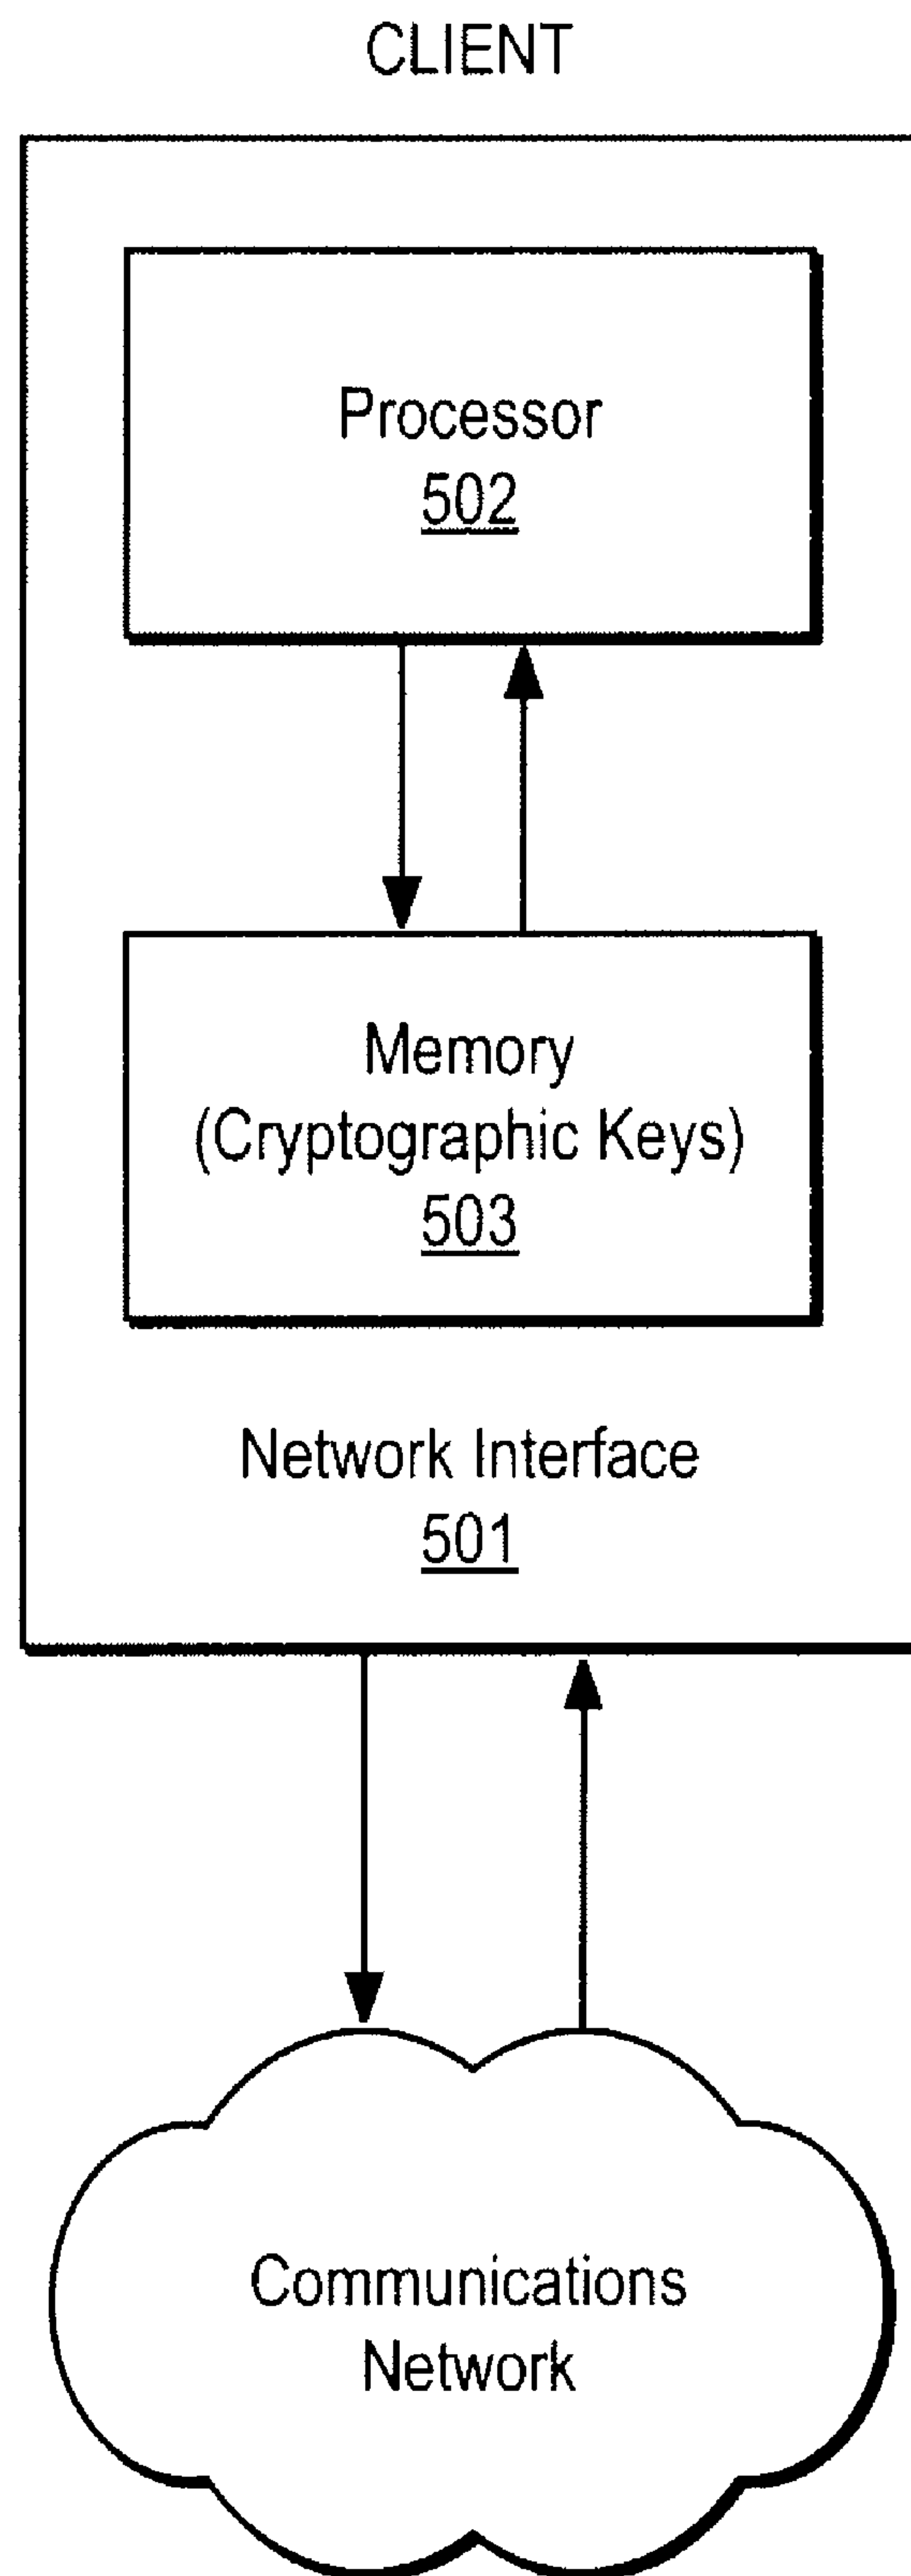 CLIENT
Processor
502
Memory
(Cryptographic Keys)
503
Network Interface
501
Communications
Network